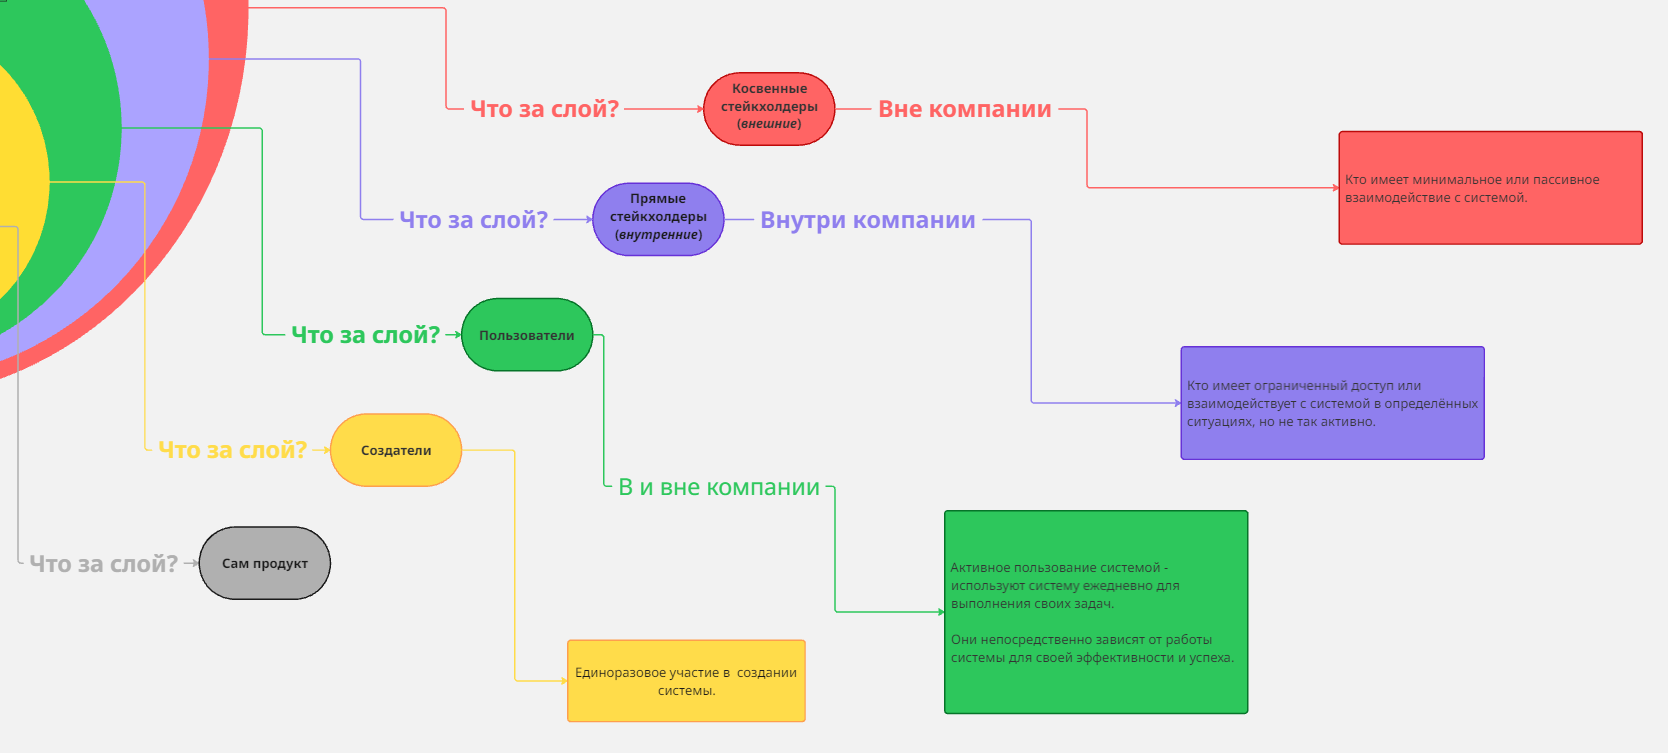 Что за слой?
Косвенные
стейкхолдеры
(внешние)
Вне компании
Кто имеет минимальное или пассивное
взаимодействие с системой.
Что за слой?
Прямые
стейкхолдеры
(внутренние)
Внутри компании
Кто имеет ограниченный доступ или
взаимодействует с системой в определённых
ситуациях, но не так активно.
Что за слой?
Пользователи
В и вне компании
Активное пользование системой -
используют систему ежедневно для
выполнения своих задач.
Они непосредственно зависят от работы
системы для своей эффективности и успеха.
Что за слой?
Создатели
Единоразовое участие в  создании
системы.
Что за слой?
Сам продукт